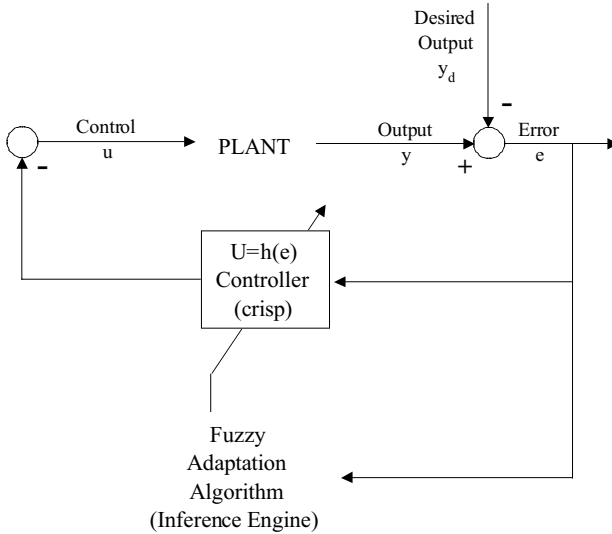 Desired
Output
y_d
-
Control
u
-
PLANT
Output
y
+
Error
e
U=h(e)
Controller
(crisp)
Fuzzy
Adaptation
Algorithm
(Inference Engine)